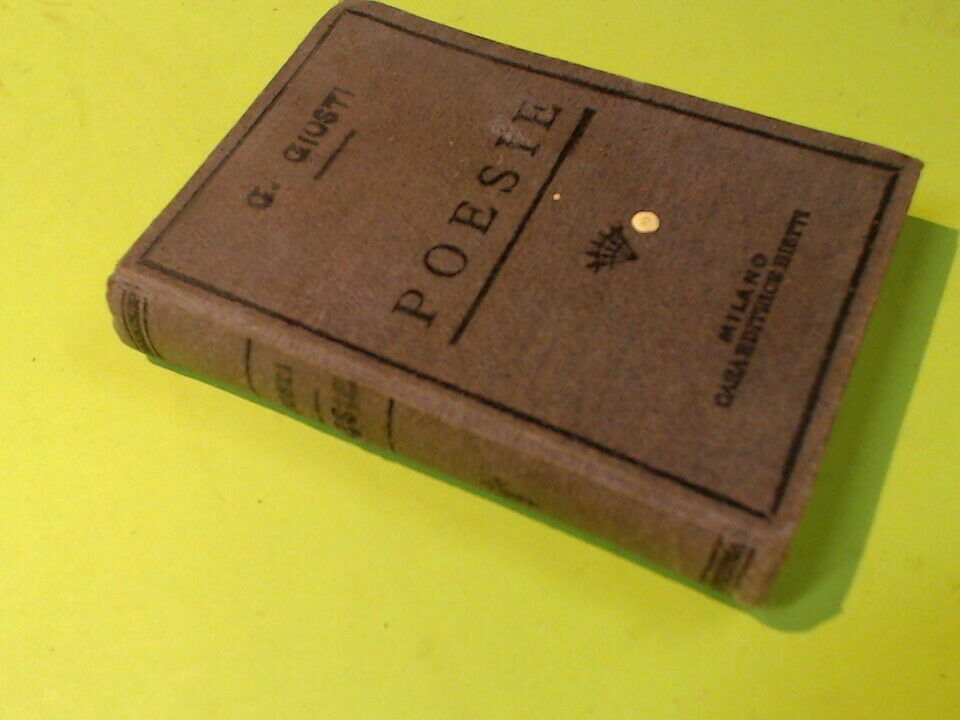 G. GIUSTI
POESIE
MILANO
CASA EDITRICE BIETTI